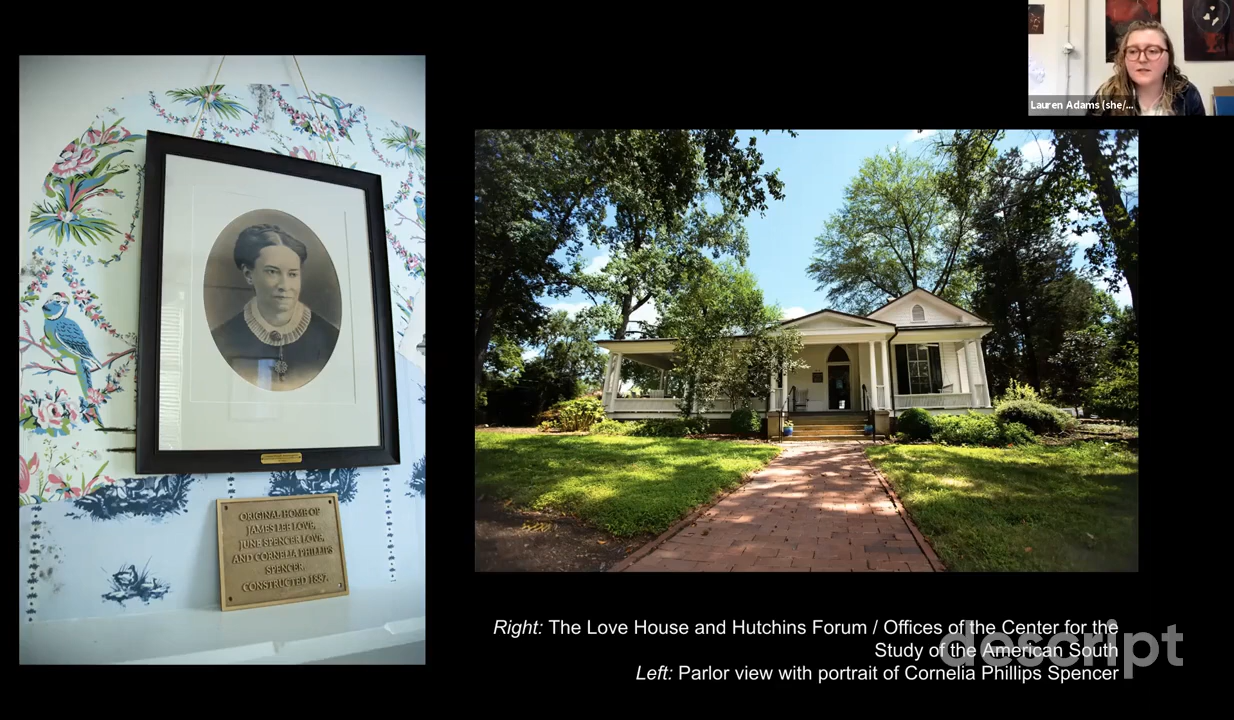 Lauren Adams (she/...
ORIGINAL HOME OF
JAMES LEE LOVE,
JUNE SPENCER LOVE,
AND CORNELIA PHILLIPS
SPENCER.
CONSTRUCTED 1887.
Right: The Love House and Hutchins Forum / Offices of the Center for the
Study of the American South
Left: Parlor view with portrait of Cornelia Phillips Spencer
descript